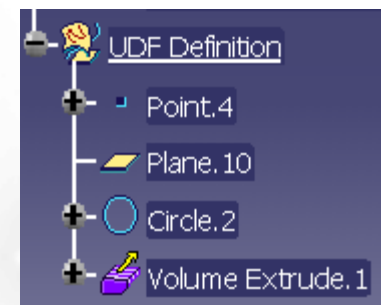 UDF Definition
Point.4
Plane.10
Circle.2
Volume Extrude.1